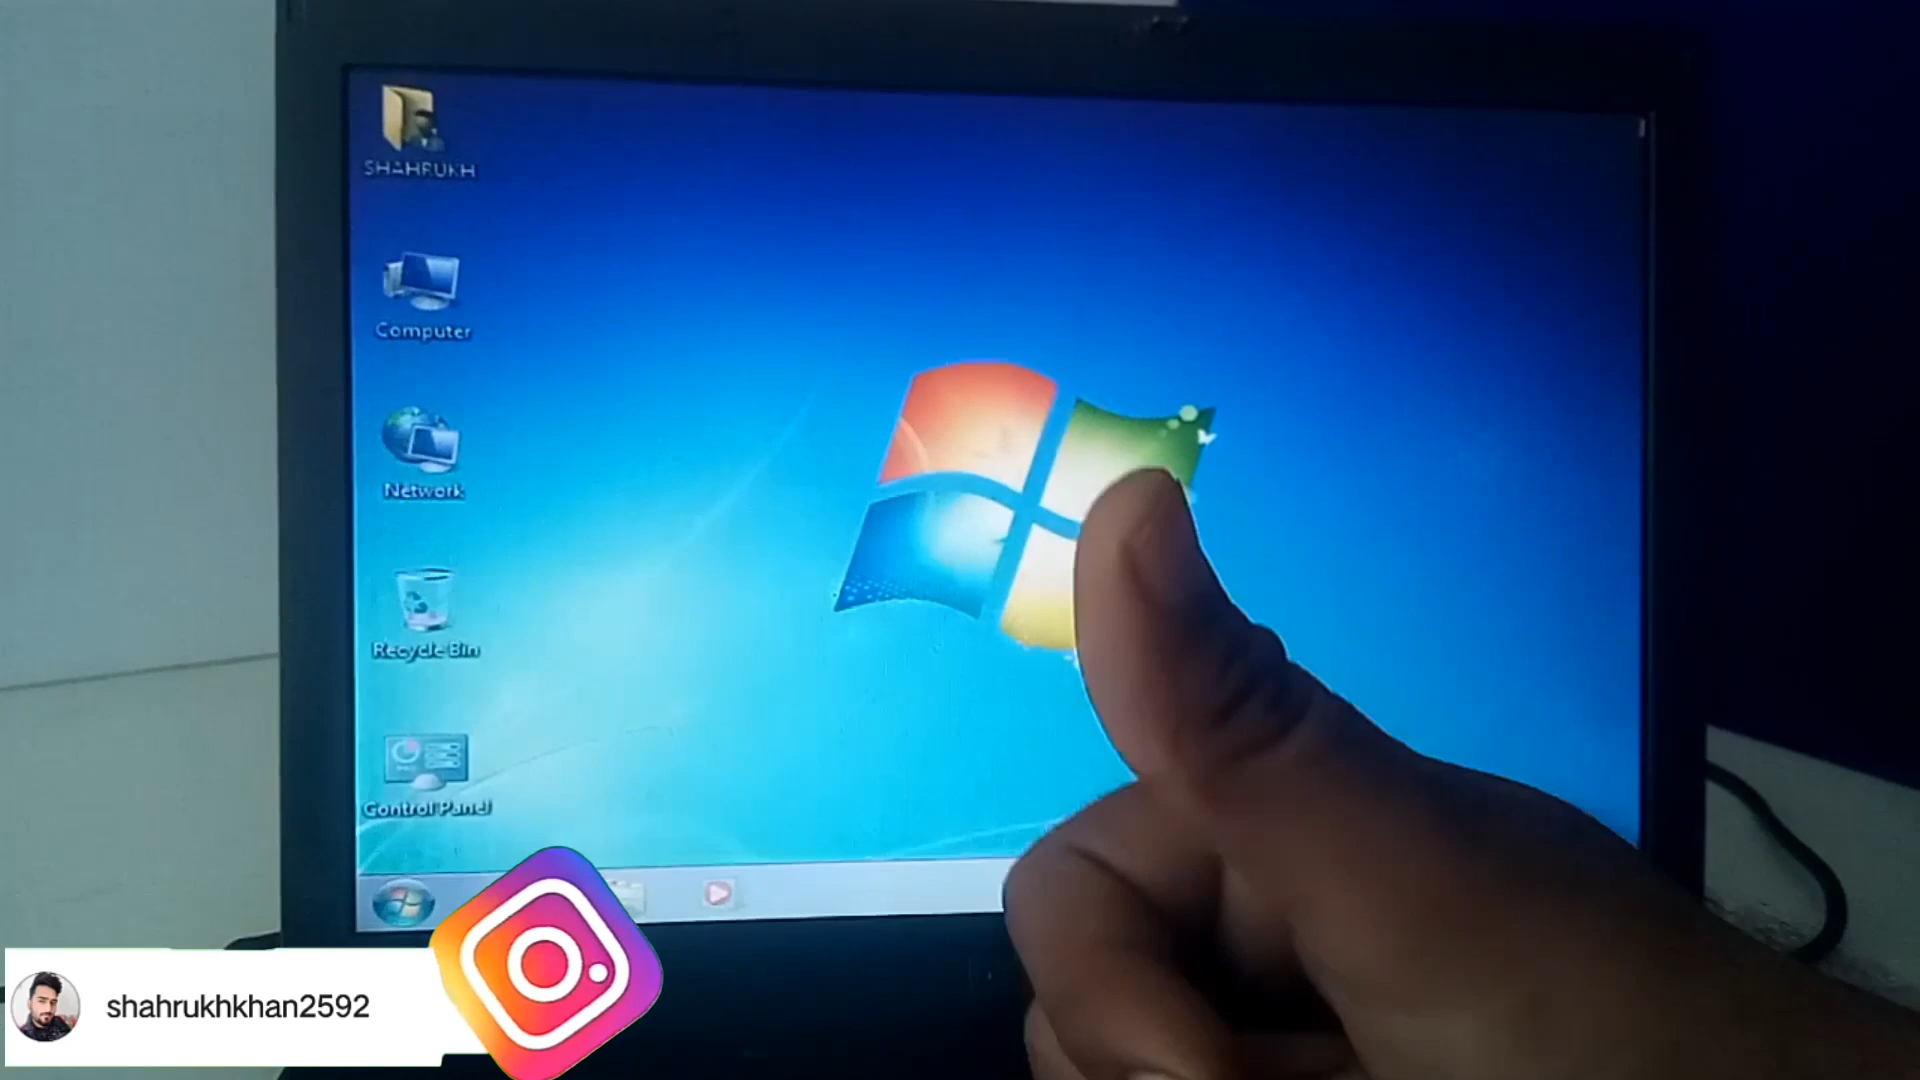 SHAHRUKH
Computer
Network
Recycle Bin
Control Panel
shahrukhkhan2592